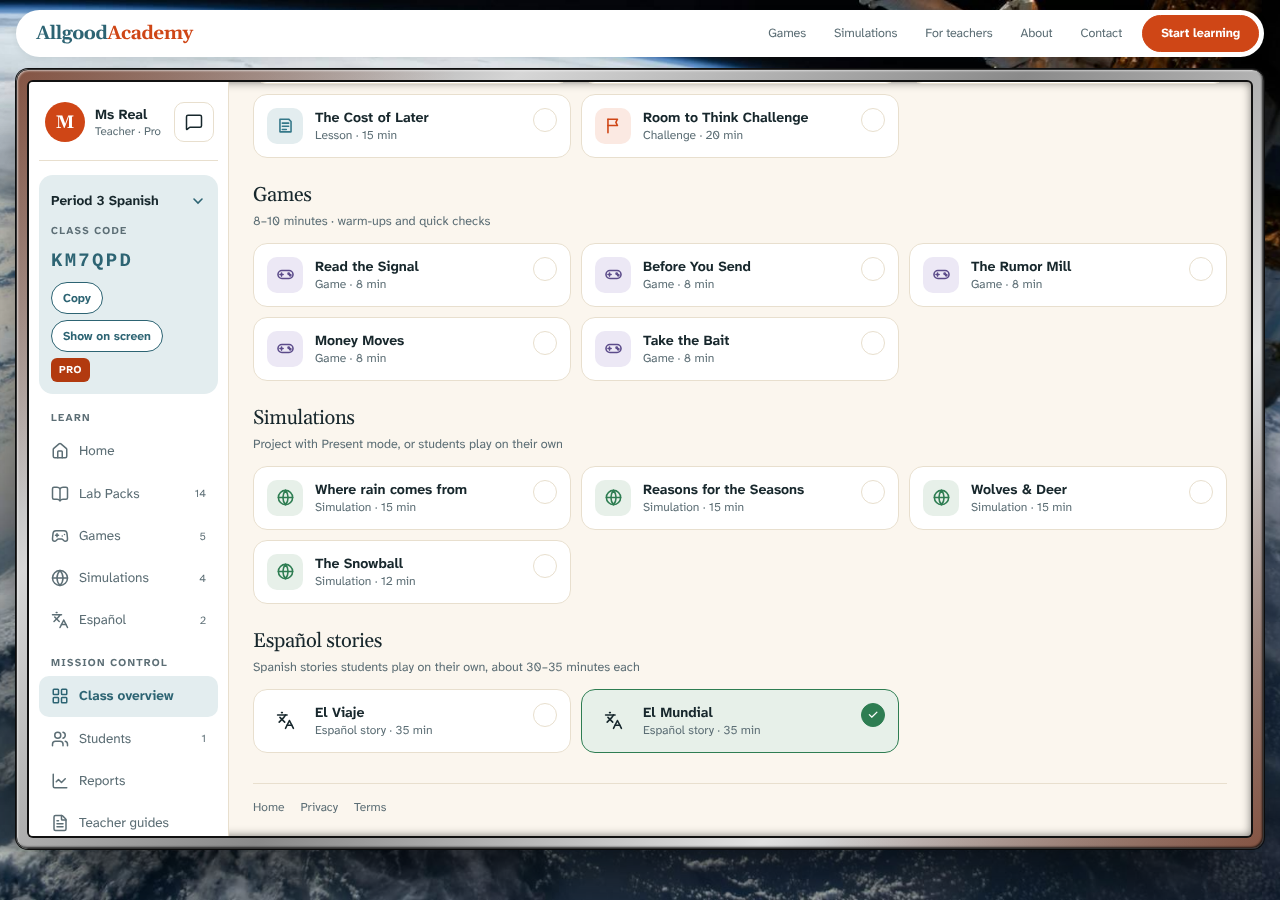 AllgoodAcademy
Games
Simulations
For teachers
About
Contact
Start learning
M
Ms Real
Teacher · Pro
Period 3 Spanish
CLASS CODE
KM7QPD
Copy
Show on screen
PRO
LEARN
Home
Lab Packs 14
Games 5
Simulations 4
Español 2
MISSION CONTROL
Class overview
Students 1
Reports
Teacher guides
The Cost of Later
Lesson · 15 min
Room to Think Challenge
Challenge · 20 min
Games
8–10 minutes · warm-ups and quick checks
Read the Signal
Game · 8 min
Before You Send
Game · 8 min
The Rumor Mill
Game · 8 min
Money Moves
Game · 8 min
Take the Bait
Game · 8 min
Simulations
Project with Present mode, or students play on their own
Where rain comes from
Simulation · 15 min
Reasons for the Seasons
Simulation · 15 min
Wolves & Deer
Simulation · 15 min
The Snowball
Simulation · 12 min
Español stories
Spanish stories students play on their own, about 30–35 minutes each
El Viaje
Español story · 35 min
El Mundial
Español story · 35 min
Home
Privacy
Terms